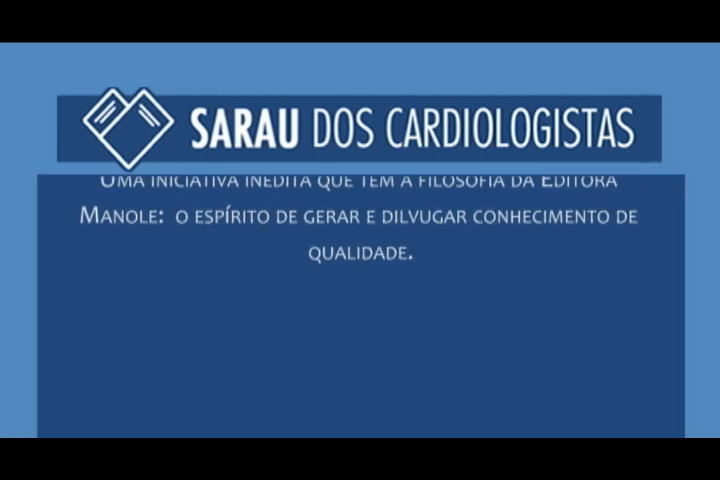 SARAU DOS CARDIOLOGISTAS
UMA INICIATIVA INÉDITA QUE TEM A FILOSOFIA DA EDITORA
MANOLE: O ESPÍRITO DE GERAR E DILVUGAR CONHECIMENTO DE
QUALIDADE.